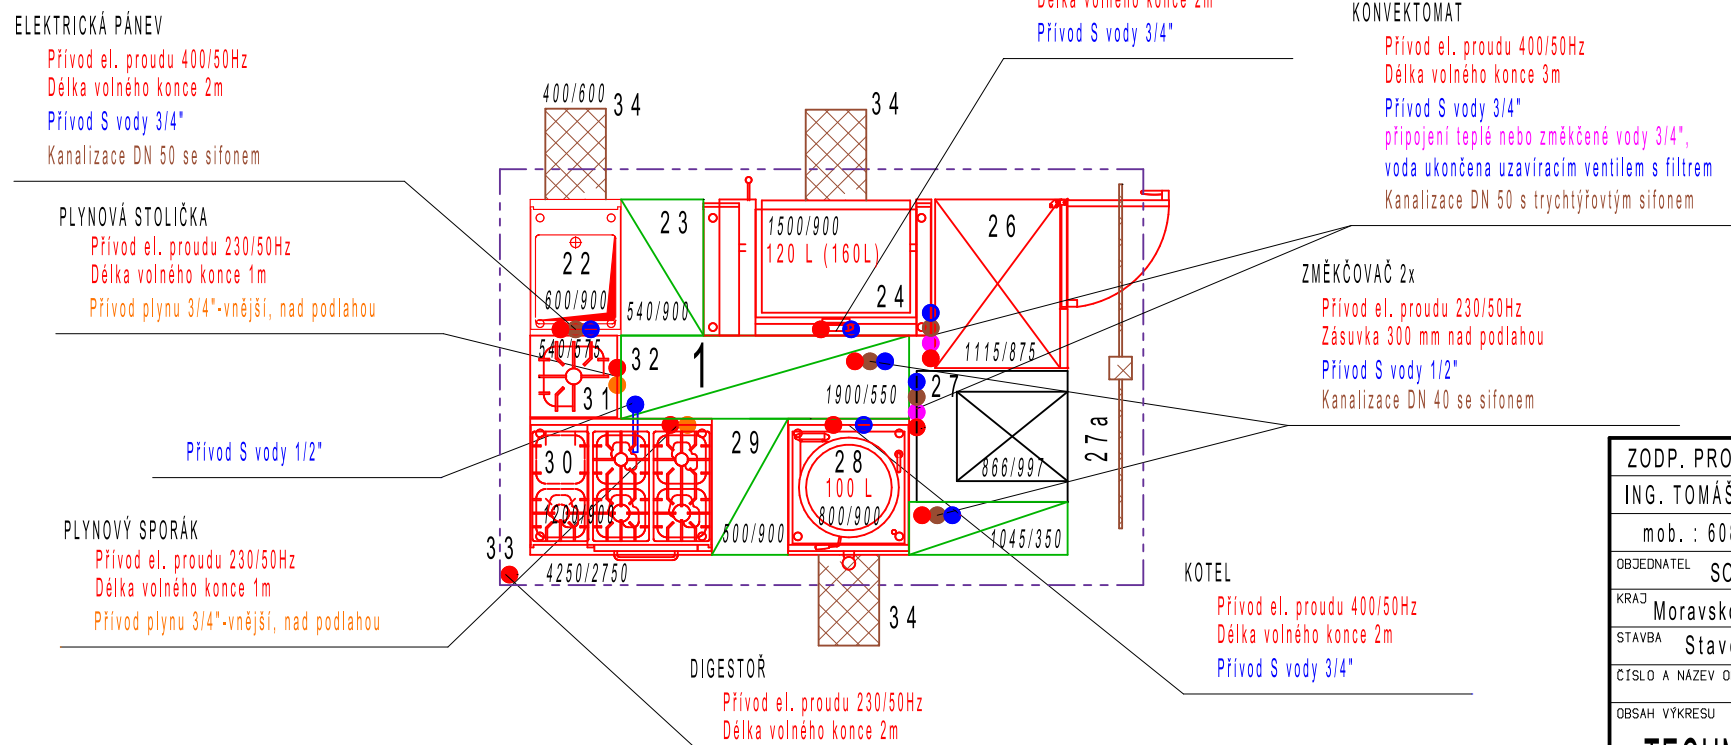 ELEKTRICKÁ PÁNEV
Přívod el. proudu 400/50Hz
Délka volného konce 2m
Přívod S vody 3/4"
Kanalizace DN 50 se sifonem
PLYNOVÁ STOLIČKA
Přívod el. proudu 230/50Hz
Délka volného konce 1m
Přívod plynu 3/4"-vnější, nad podlahou
Přívod S vody 1/2"
PLYNOVÝ SPORÁK
Přívod el. proudu 230/50Hz
Délka volného konce 1m
Přívod plynu 3/4"-vnější, nad podlahou
Délka volného konce 2m
Přívod S vody 3/4"
400/600
34
34
23
22
600/900
540/900
1500/900
120 L (160L)
24
26
1115/875
540/575
32
1
31
1900/550
27
27a
866/997
30
1200/900
29
500/900
28
100 L
800/900
1045/350
33
4250/2750
34
DIGESTOŘ
Přívod el. proudu 230/50Hz
Délka volného konce 2m
KONVEKTOMAT
Přívod el. proudu 400/50Hz
Délka volného konce 3m
Přívod S vody 3/4"
připojení teplé nebo změkčené vody 3/4",
voda ukončena uzavíracím ventilem s filtrem
Kanalizace DN 50 s trychtýřovtým sifonem
ZMĚKČOVAČ 2x
Přívod el. proudu 230/50Hz
Zásuvka 300 mm nad podlahou
Přívod S vody 1/2"
Kanalizace DN 40 se sifonem
KOTEL
Přívod el. proudu 400/50Hz
Délka volného konce 2m
Přívod S vody 3/4"
ZODP. PRO
ING. TOMÁŠ
mob. : 608
OBJEDNATEL SO
KRAJ Moravsko
STAVBA Stave
ČÍSLO A NÁZEV O
OBSAH VÝKRESU